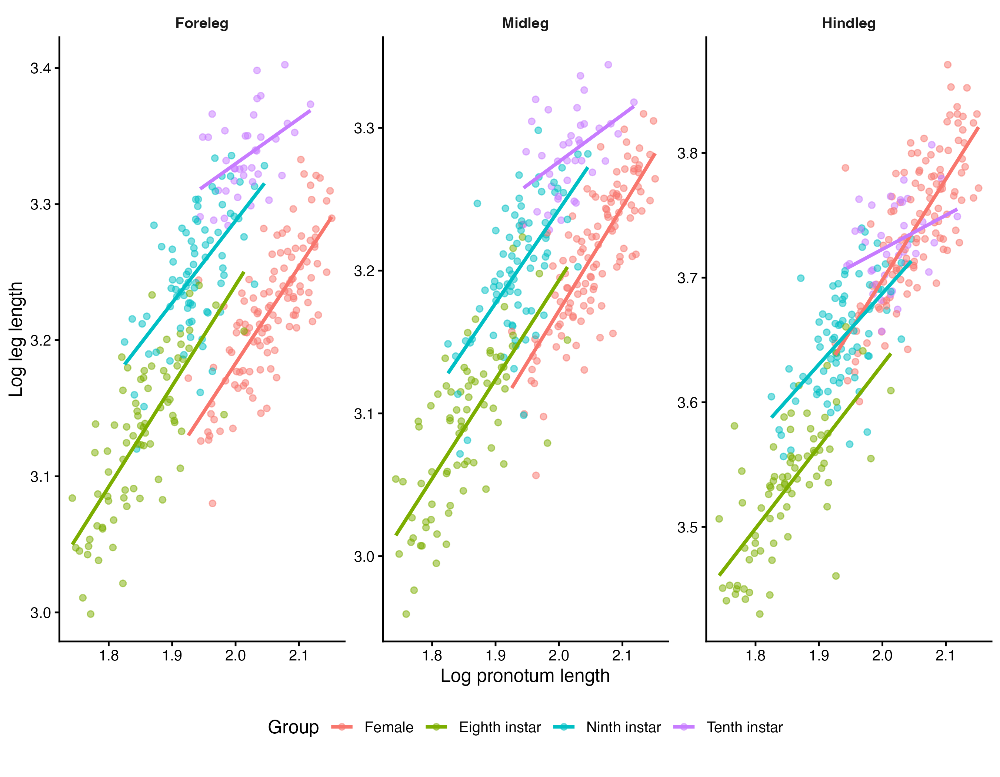 Foreleg Midleg Hindleg
Log leg length
3.4
3.3
3.2
3.1
3.0
3.3
3.2
3.1
3.0
3.8
3.7
3.6
3.5
1.8 1.9 2.0 2.1 1.8 1.9 2.0 2.1 1.8 1.9 2.0 2.1
Log pronotum length
Group Female Eighth instar Ninth instar Tenth instar